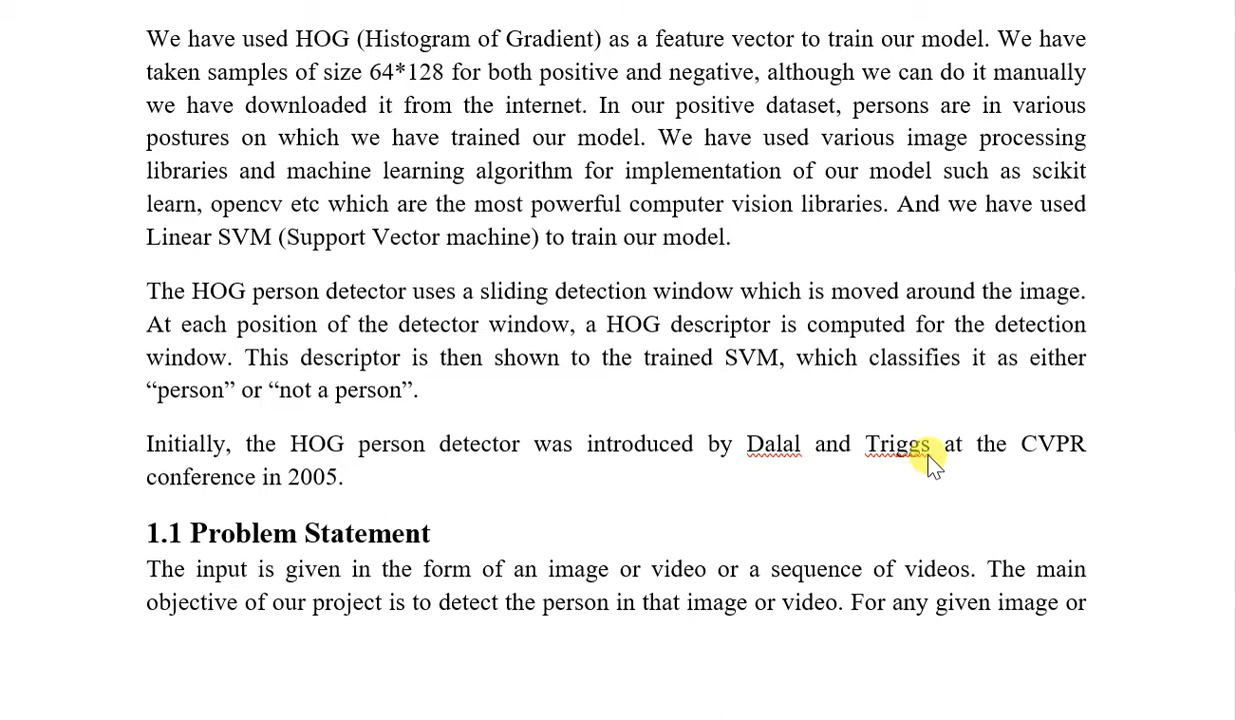 We have used HOG (Histogram of Gradient) as a feature vector to train our model. We have
taken samples of size 64*128 for both positive and negative, although we can do it manually
we have downloaded it from the internet. In our positive dataset, persons are in various
postures on which we have trained our model. We have used various image processing
libraries and machine learning algorithm for implementation of our model such as scikit
learn, opencv etc which are the most powerful computer vision libraries. And we have used
Linear SVM (Support Vector machine) to train our model.
The HOG person detector uses a sliding detection window which is moved around the image.
At each position of the detector window, a HOG descriptor is computed for the detection
window. This descriptor is then shown to the trained SVM, which classifies it as either
“person” or “not a person”.
Initially, the HOG person detector was introduced by Dalal and Triggs at the CVPR
conference in 2005.
1.1 Problem Statement
The input is given in the form of an image or video or a sequence of videos. The main
objective of our project is to detect the person in that image or video. For any given image or